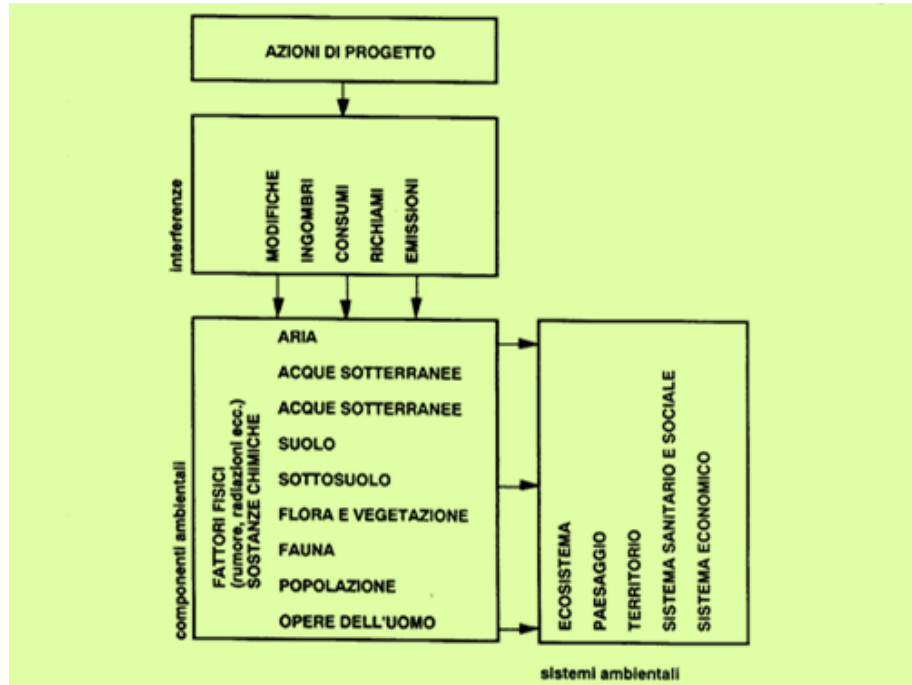 AZIONI DI PROGETTO
interferenze
MODIFICHE
INGOMBRI
CONSUMI
RICHIAMI
EMISSIONI
componenti ambientali
FATTORI FISICI
(rumore, radiazioni ecc.)
SOSTANZE CHIMICHE
ARIA
ACQUE SOTTERRANEE
ACQUE SOTTERRANEE
SUOLO
SOTTOSUOLO
FLORA E VEGETAZIONE
FAUNA
POPOLAZIONE
OPERE DELL'UOMO
ECOSISTEMA
PAESAGGIO
TERRITORIO
SISTEMA SANITARIO E SOCIALE
SISTEMA ECONOMICO
sistemi ambientali